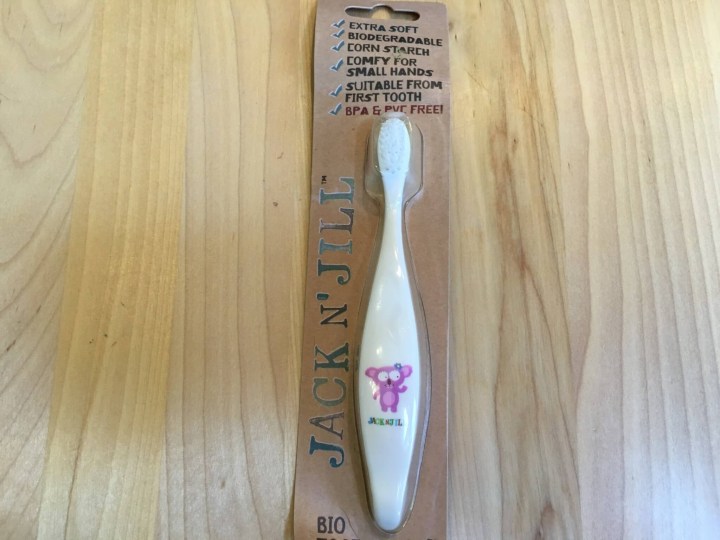 EXTRA SOFT
BIODEGRADABLE
CORN STARCH
COMFY FOR
SMALL HANDS
SUITABLE FROM
FIRST TOOTH
BPA & PVC FREE!
JACK N' JILL™
JACK N' JILL
BIO